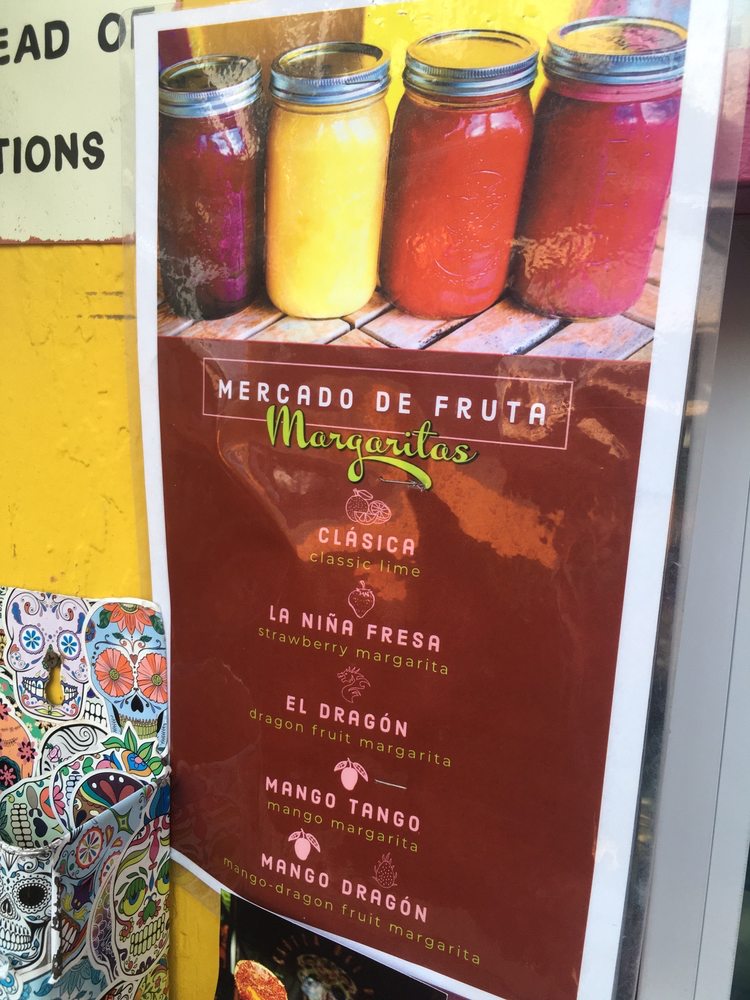 EAD OF
TIONS
MERCADO DE FRUTA
Margaritas
CLÁSICA
classic lime
LA NIÑA FRESA
strawberry margarita
EL DRAGÓN
dragon fruit margarita
MANGO TANGO
mango margarita
MANGO DRAGÓN
mango-dragon fruit margarita